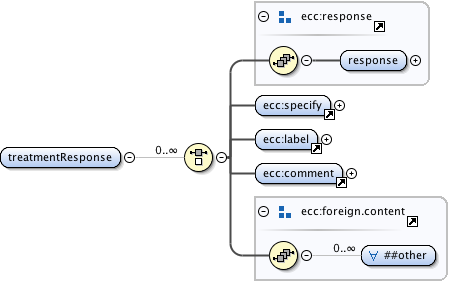 ecc:response
response
ecc:specify
0..∞
ecc:label
treatmentResponse
ecc:comment
ecc:foreign.content
0..∞
∀ ##other